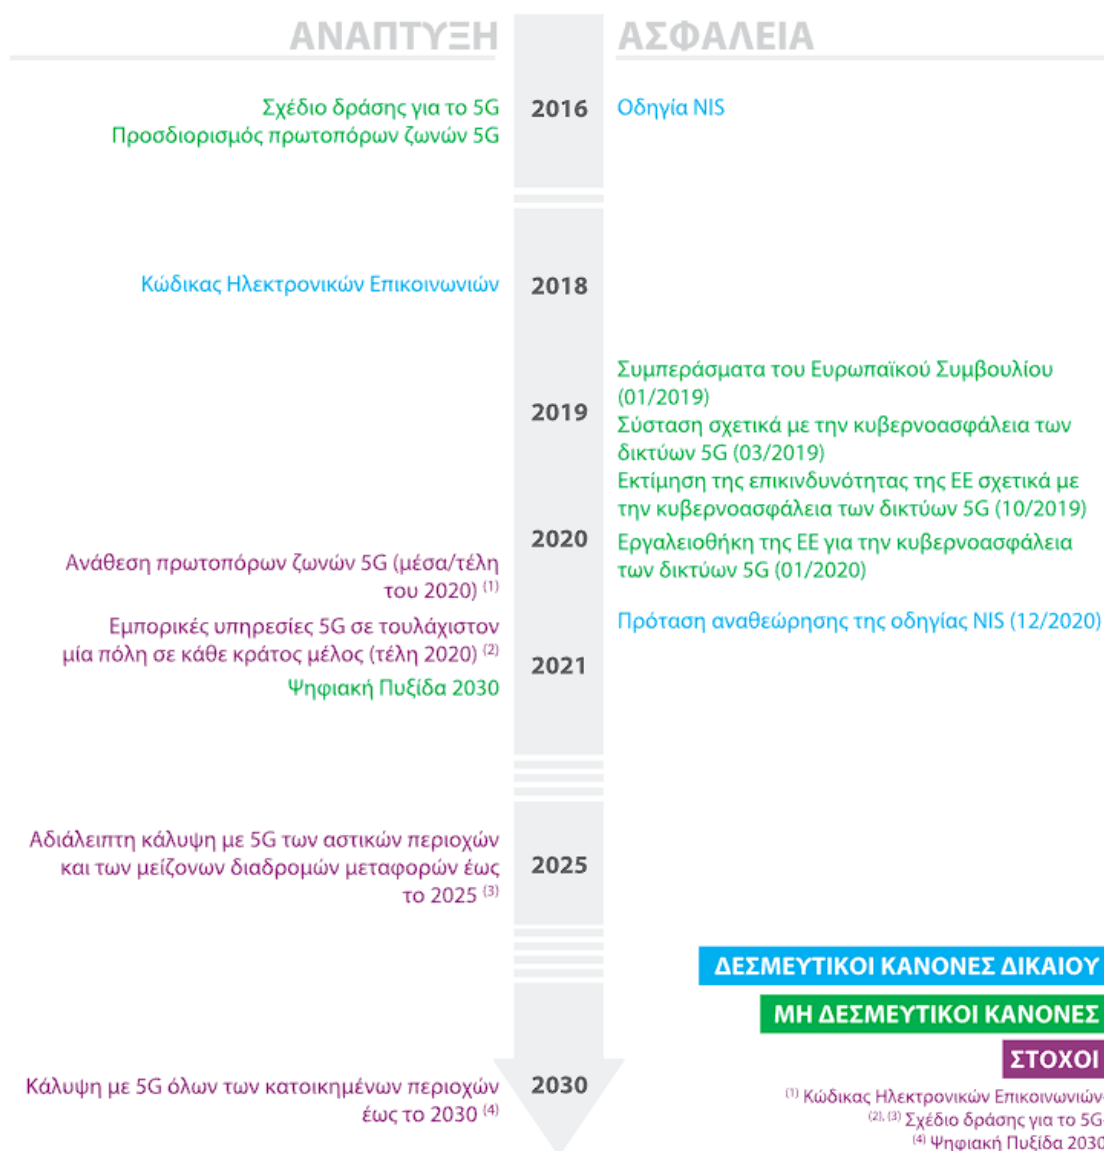 ΑΝΑΠΤΥΞΗ
ΑΣΦΑΛΕΙΑ
Σχέδιο δράσης για το 5G
Προσδιορισμός πρωτοπόρων ζωνών 5G
2016
Οδηγία NIS
Κώδικας Ηλεκτρονικών Επικοινωνιών
2018
2019
Συμπεράσματα του Ευρωπαϊκού Συμβουλίου
(01/2019)
Σύσταση σχετικά με την κυβερνοασφάλεια των
δικτύων 5G (03/2019)
Εκτίμηση της επικινδυνότητας της ΕΕ σχετικά με
την κυβερνοασφάλεια των δικτύων 5G (10/2019)
Ανάθεση πρωτοπόρων ζωνών 5G (μέσα/τέλη
του 2020) (1)
2020
Εργαλειοθήκη της ΕΕ για την κυβερνοασφάλεια
των δικτύων 5G (01/2020)
Πρόταση αναθεώρησης της οδηγίας NIS (12/2020)
Εμπορικές υπηρεσίες 5G σε τουλάχιστον
μία πόλη σε κάθε κράτος μέλος (τέλη 2020) (2)
Ψηφιακή Πυξίδα 2030
2021
Αδιάλειπτη κάλυψη με 5G των αστικών περιοχών
και των μείζονων διαδρομών μεταφορών έως
το 2025 (3)
2025
ΔΕΣΜΕΥΤΙΚΟΙ ΚΑΝΟΝΕΣ ΔΙΚΑΙΟΥ
ΜΗ ΔΕΣΜΕΥΤΙΚΟΙ ΚΑΝΟΝΕΣ
ΣΤΟΧΟΙ
Κάλυψη με 5G όλων των κατοικημένων περιοχών
έως το 2030 (4)
2030
(1) Κώδικας Ηλεκτρονικών Επικοινωνιών
(2), (3) Σχέδιο δράσης για το 5G
(4) Ψηφιακή Πυξίδα 2030